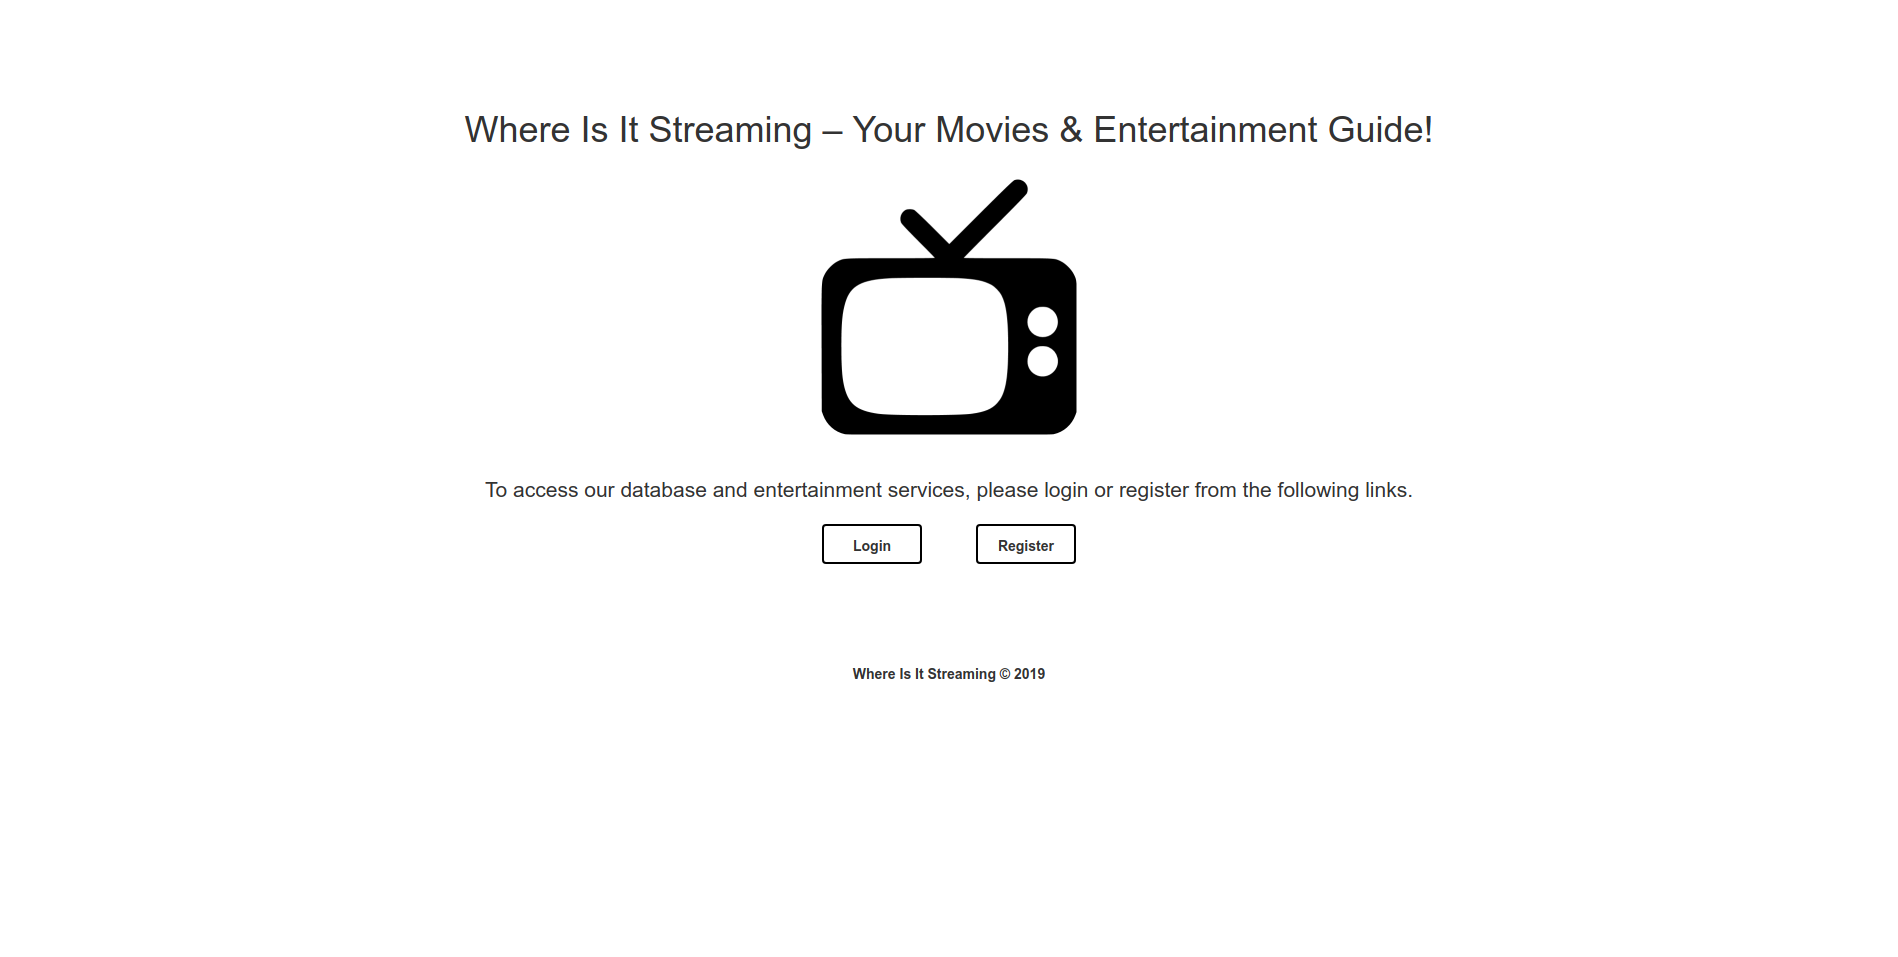 Where Is It Streaming – Your Movies & Entertainment Guide!
To access our database and entertainment services, please login or register from the following links.
Login
Register
Where Is It Streaming © 2019